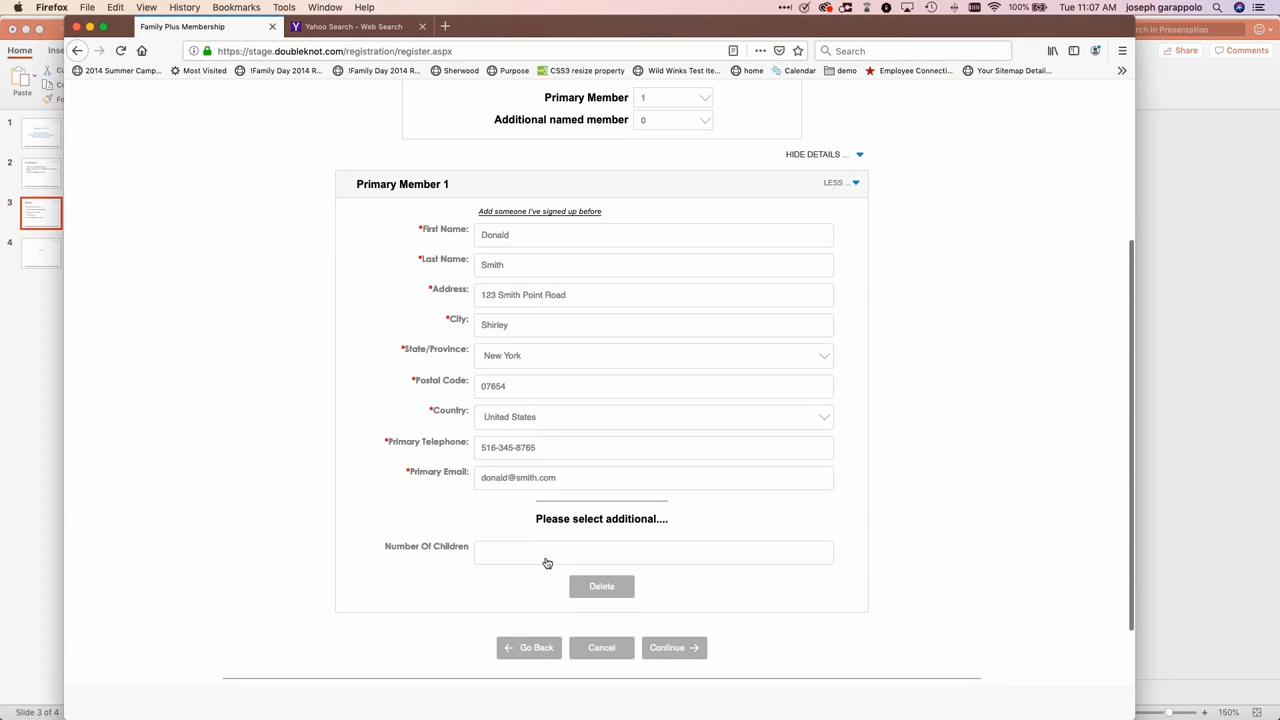 Firefox File Edit View History Bookmarks Tools Window Help 100% Tue 11:07 AM joseph garappolo
Family Plus Membership
Yahoo Search - Web Search
Search in Presentation
Home
Share
Comments
https://stage.doubleknot.com/registration/register.aspx
Search
2014 Summer Camp... Most Visited !Family Day 2014 R... !Family Day 2014 R... Sherwood Purpose CSS3 resize property Wild Winks Test Ite... home Calendar demo Employee Connecti... Your Sitemap Detail...
Paste
Primary Member 1
Additional named member 0
HIDE DETAILS ...
Primary Member 1
LESS ...
Add someone I've signed up before
*First Name: Donald
*Last Name: Smith
*Address: 123 Smith Point Road
*City: Shirley
*State/Province: New York
*Postal Code: 07654
*Country: United States
*Primary Telephone: 516-345-8765
*Primary Email: donald@smith.com
Please select additional....
Number Of Children
Delete
Go Back Cancel Continue
1
2
3
4
Slide 3 of 4
150%